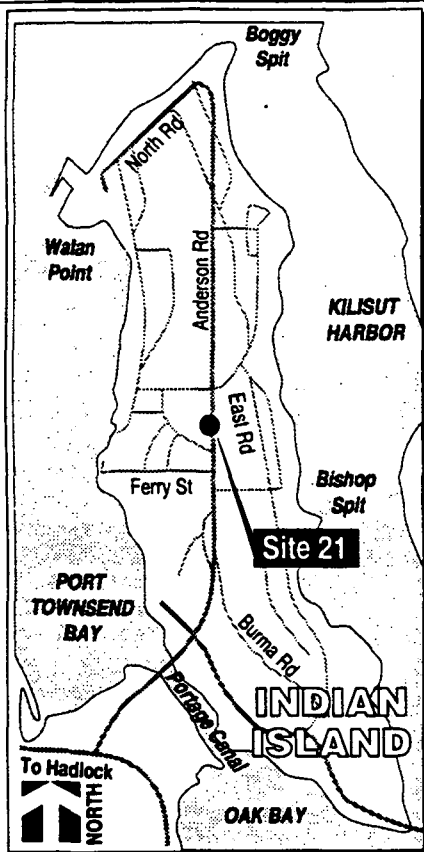 Boggy
Spit
North Rd
Walan
Point
Anderson Rd
KILISUT
HARBOR
East Rd
Ferry St
Bishop
Spit
Site 21
PORT
TOWNSEND
BAY
Burma Rd
INDIAN
ISLAND
Portage Canal
To Hadlock
NORTH
OAK BAY